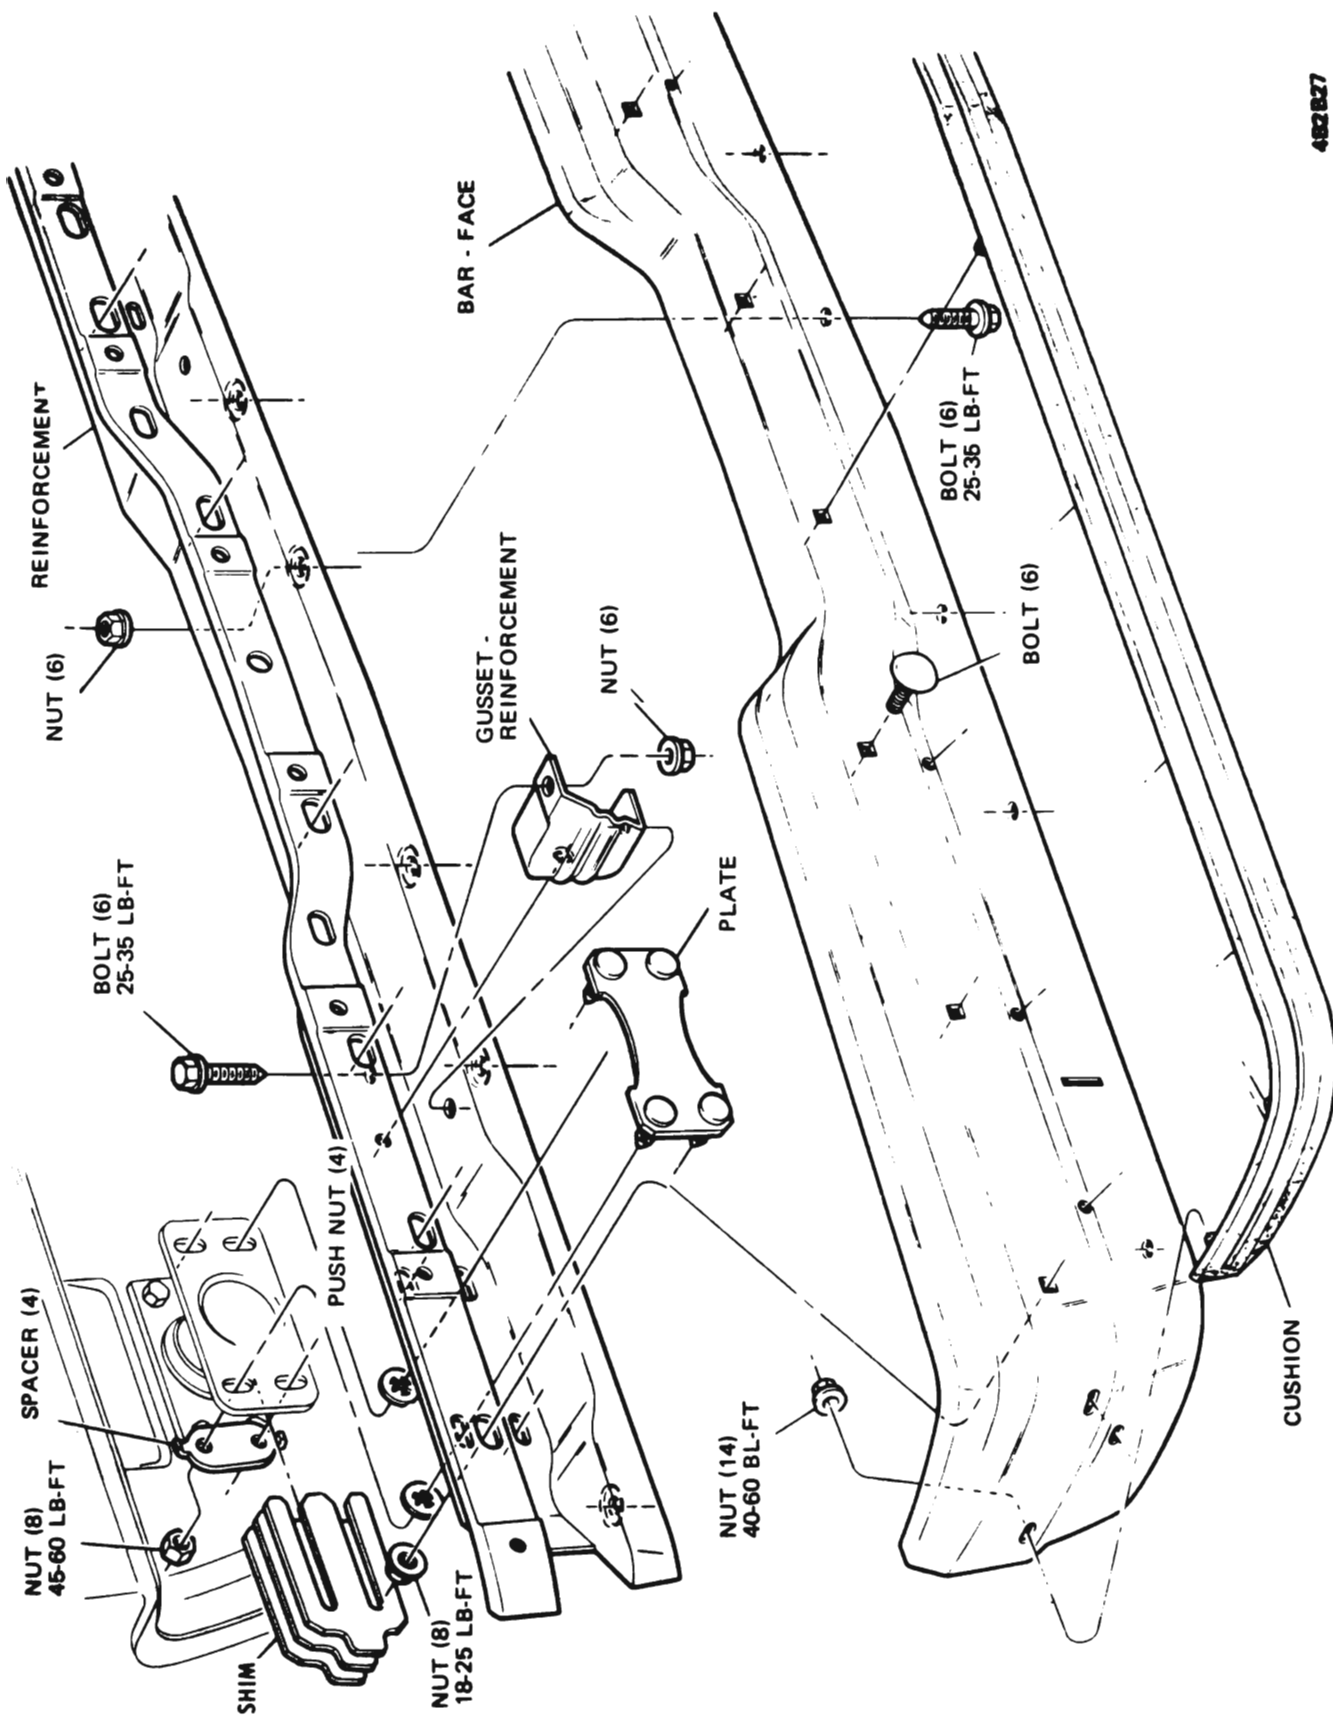 REINFORCEMENT
NUT (6)
BOLT (6)
25-35 LB-FT
SPACER (4)
NUT (8)
45-60 LB-FT
SHIM
NUT (8)
18-25 LB-FT
PUSH NUT (4)
GUSSET -
REINFORCEMENT
NUT (6)
PLATE
BAR - FACE
BOLT (6)
25-35 LB-FT
BOLT (6)
NUT (14)
40-60 BL-FT
CUSHION
482827